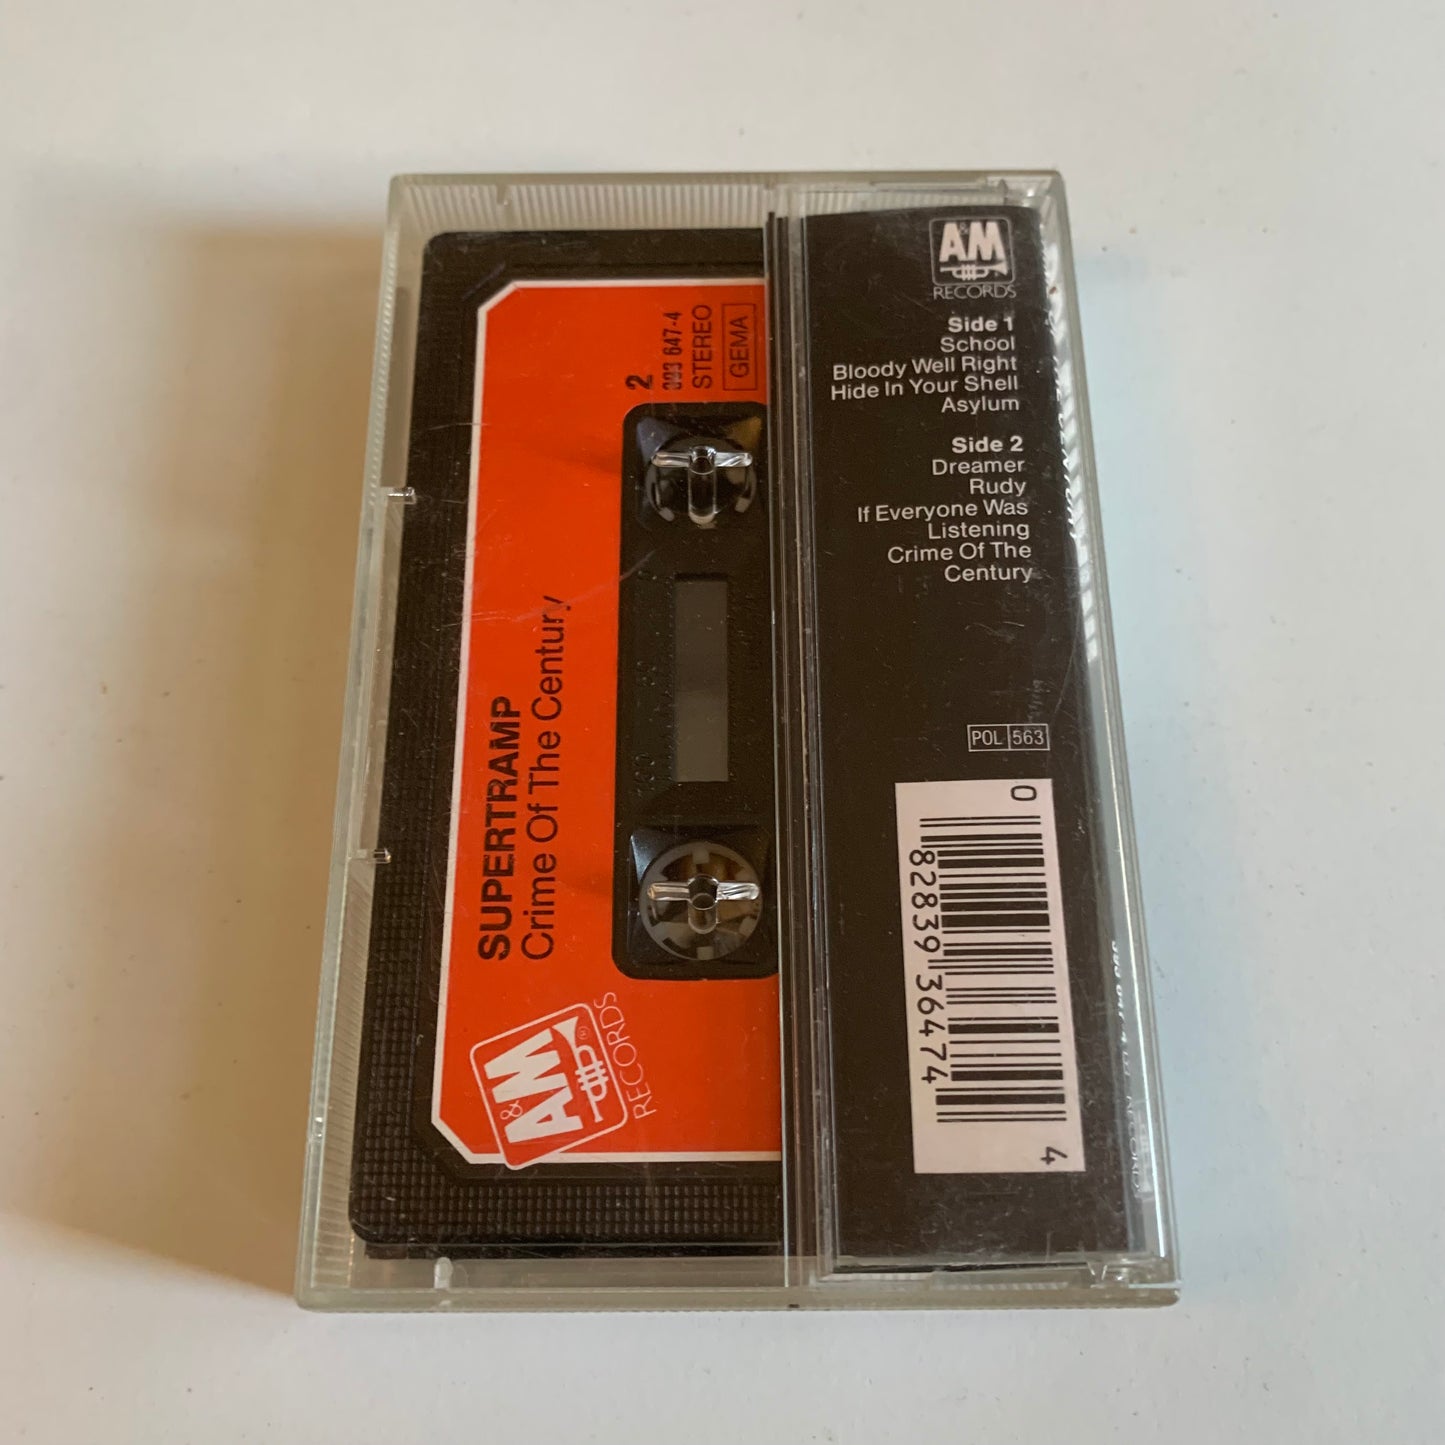 A&M
RECORDS
Side 1
School
Bloody Well Right
Hide In Your Shell
Asylum
Side 2
Dreamer
Rudy
If Everyone Was
Listening
Crime Of The
Century
POL 563
0 82839 36474 4
2
393 647-4
STEREO
GEMA
SUPERTRAMP
Crime Of The Century
A&M
RECORDS
100
50